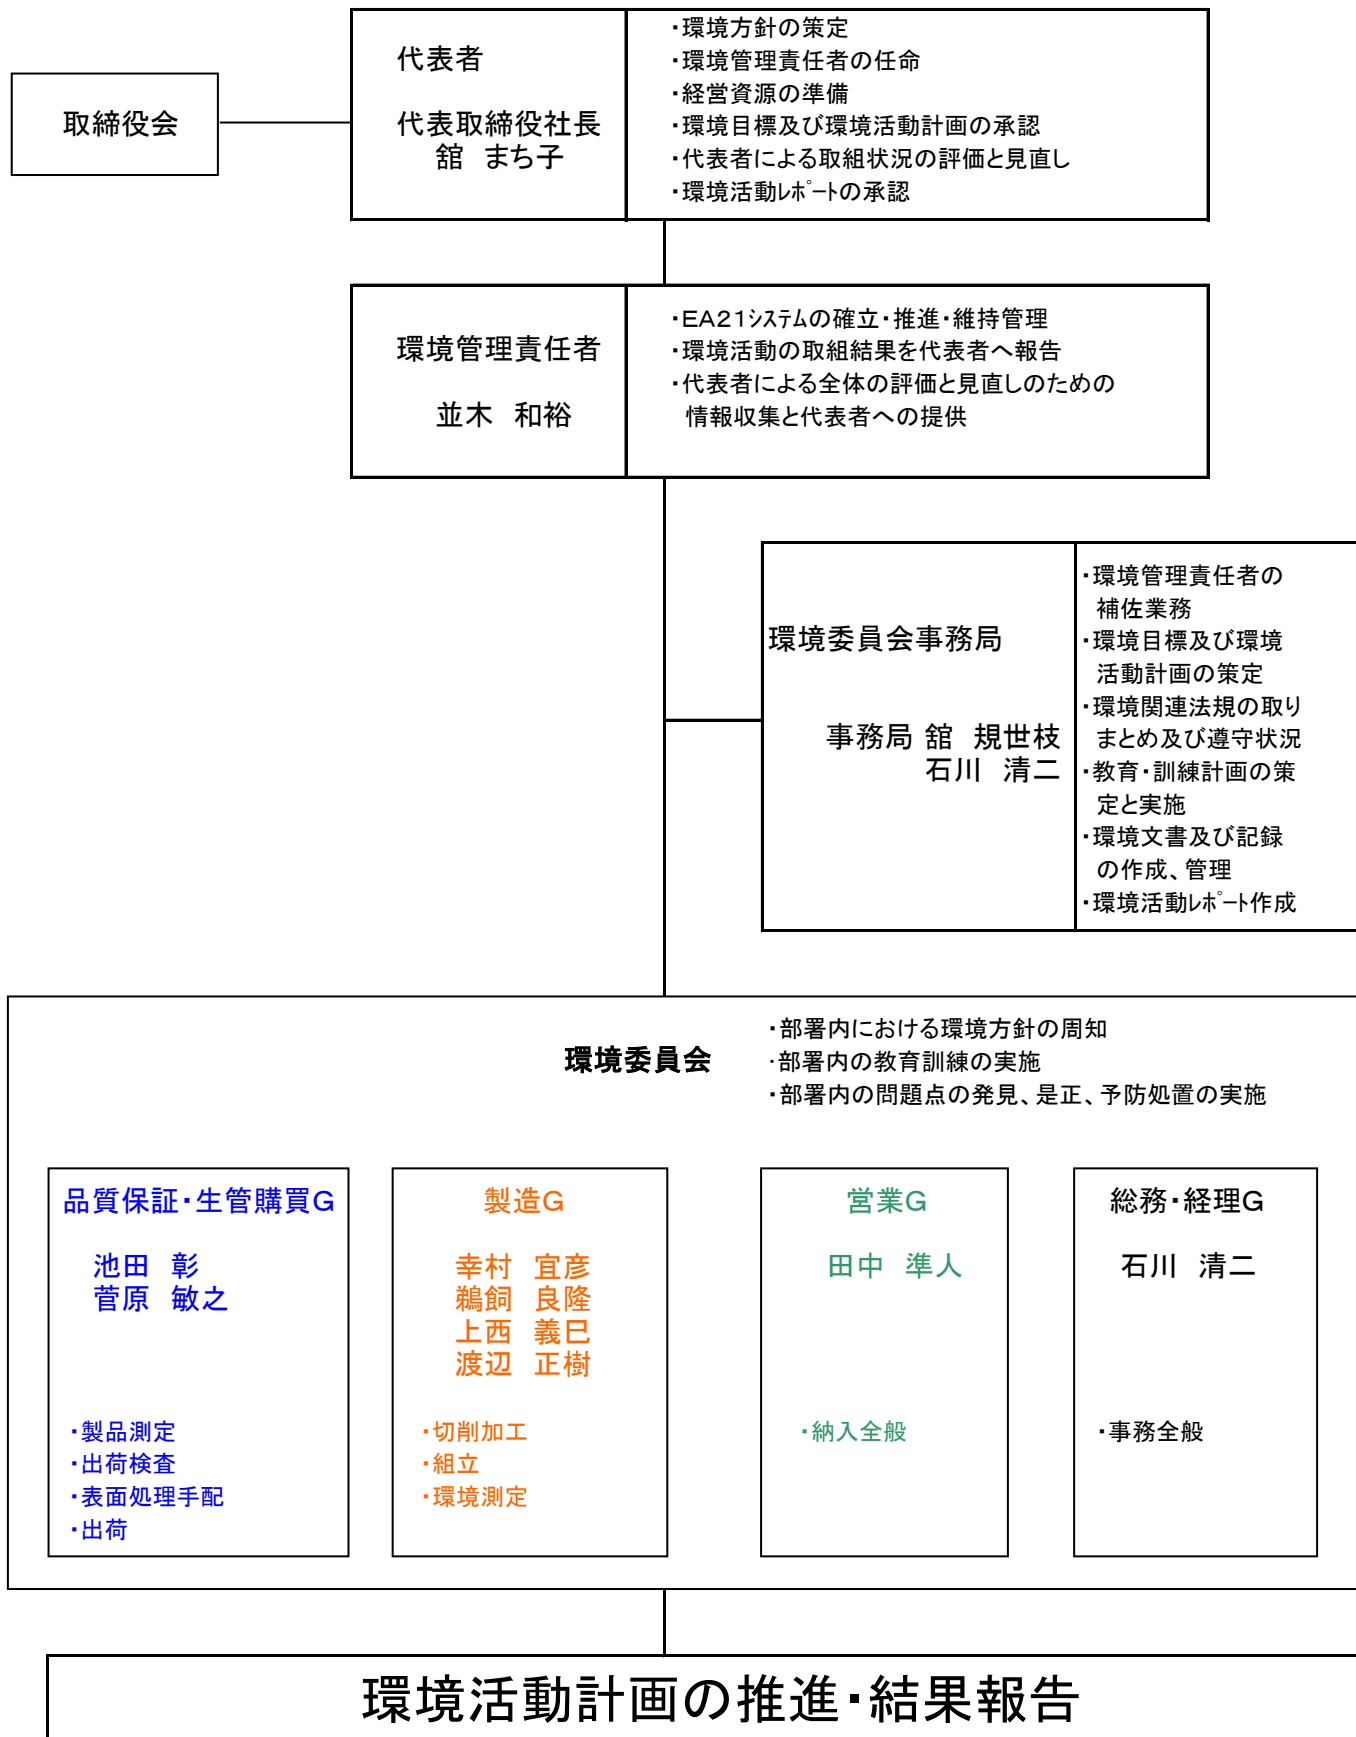 取締役会
代表者
代表取締役社長
舘　まち子
・環境方針の策定
・環境管理責任者の任命
・経営資源の準備
・環境目標及び環境活動計画の承認
・代表者による取組状況の評価と見直し
・環境活動ﾚﾎﾟｰﾄの承認
環境管理責任者
並木　和裕
・EA21ｼｽﾃﾑの確立・推進・維持管理
・環境活動の取組結果を代表者へ報告
・代表者による全体の評価と見直しのための
情報収集と代表者への提供
環境委員会事務局
事務局 舘　規世枝
石川　清二
・環境管理責任者の
補佐業務
・環境目標及び環境
活動計画の策定
・環境関連法規の取り
まとめ及び遵守状況
・教育・訓練計画の策
定と実施
・環境文書及び記録
の作成、管理
・環境活動ﾚﾎﾟｰﾄ作成
環境委員会
・部署内における環境方針の周知
・部署内の教育訓練の実施
・部署内の問題点の発見、是正、予防処置の実施
品質保証・生管購買G
池田　彰
菅原　敏之
・製品測定
・出荷検査
・表面処理手配
・出荷
製造G
幸村　宜彦
鵜飼　良隆
上西　義巳
渡辺　正樹
・切削加工
・組立
・環境測定
営業G
田中　準人
・納入全般
総務・経理G
石川　清二
・事務全般
環境活動計画の推進・結果報告